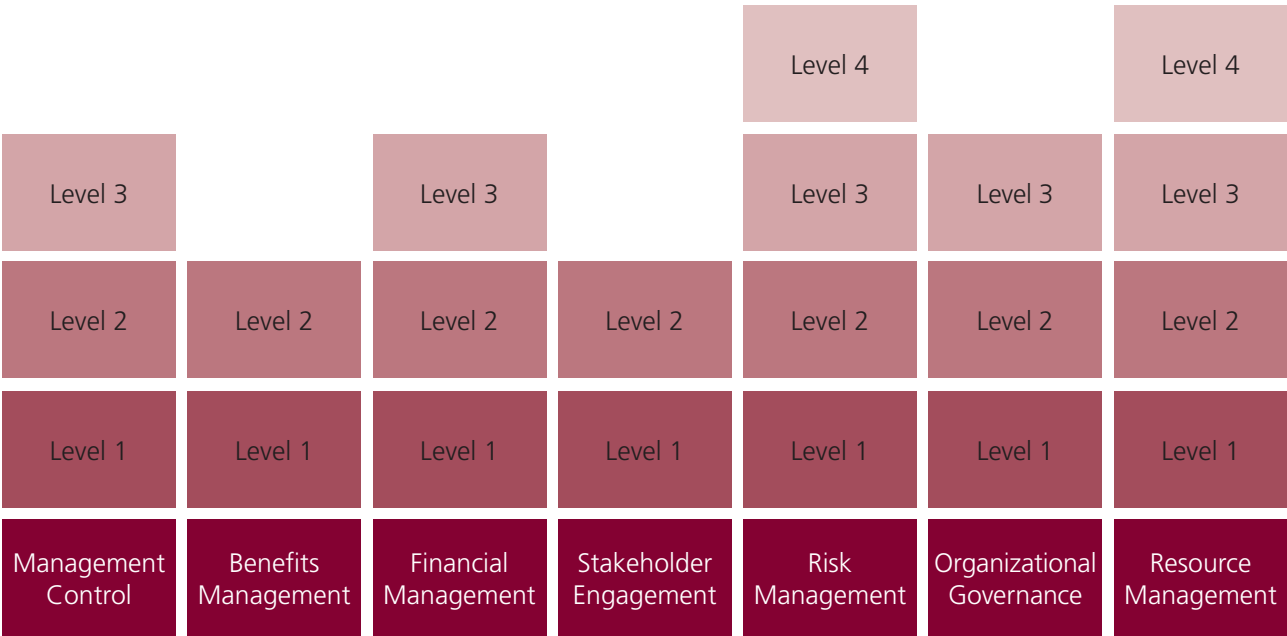 Level 4
Level 4
Level 3
Level 3
Level 3
Level 3
Level 3
Level 2
Level 2
Level 2
Level 2
Level 2
Level 2
Level 2
Level 1
Level 1
Level 1
Level 1
Level 1
Level 1
Level 1
Management
Control
Benefits
Management
Financial
Management
Stakeholder
Engagement
Risk
Management
Organizational
Governance
Resource
Management